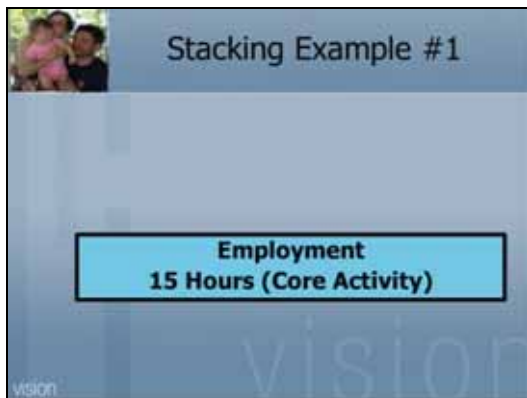 Stacking Example #1
Employment
15 Hours (Core Activity)
vision
vision